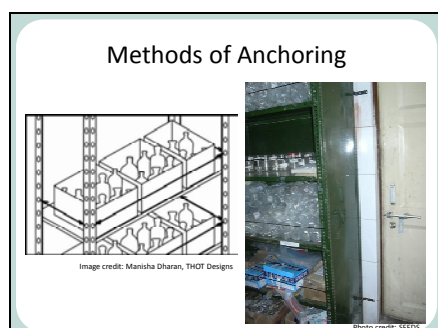 Methods of Anchoring
Image credit: Manisha Dharan, THOT Designs
Photo credit: SEEDS